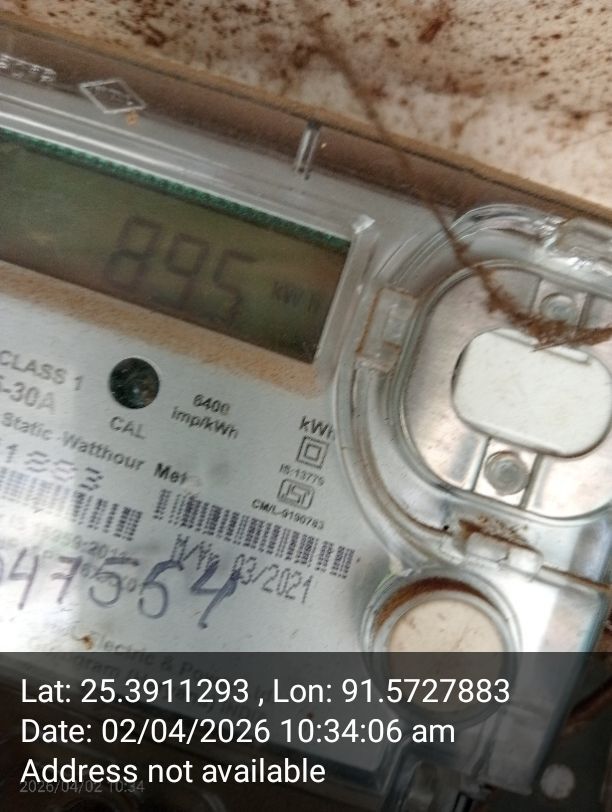 895 kWh
CLASS 1
5-30A
CAL
6400
imp/kWh
kWh
Static Watthour
IS:13779
CM/L-9190783
M/Yr. 03/2021
47554
Lat: 25.3911293 , Lon: 91.5727883
Date: 02/04/2026 10:34:06 am
Address not available
2026/04/02 10:34